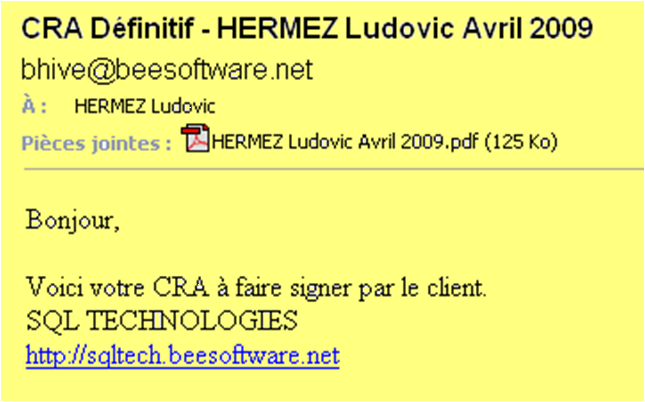 CRA Définitif - HERMEZ Ludovic Avril 2009
bhive@beesoftware.net
À : HERMEZ Ludovic
Pièces jointes : HERMEZ Ludovic Avril 2009.pdf (125 Ko)
Bonjour,
Voici votre CRA à faire signer par le client.
SQL TECHNOLOGIES
http://sqltech.beesoftware.net